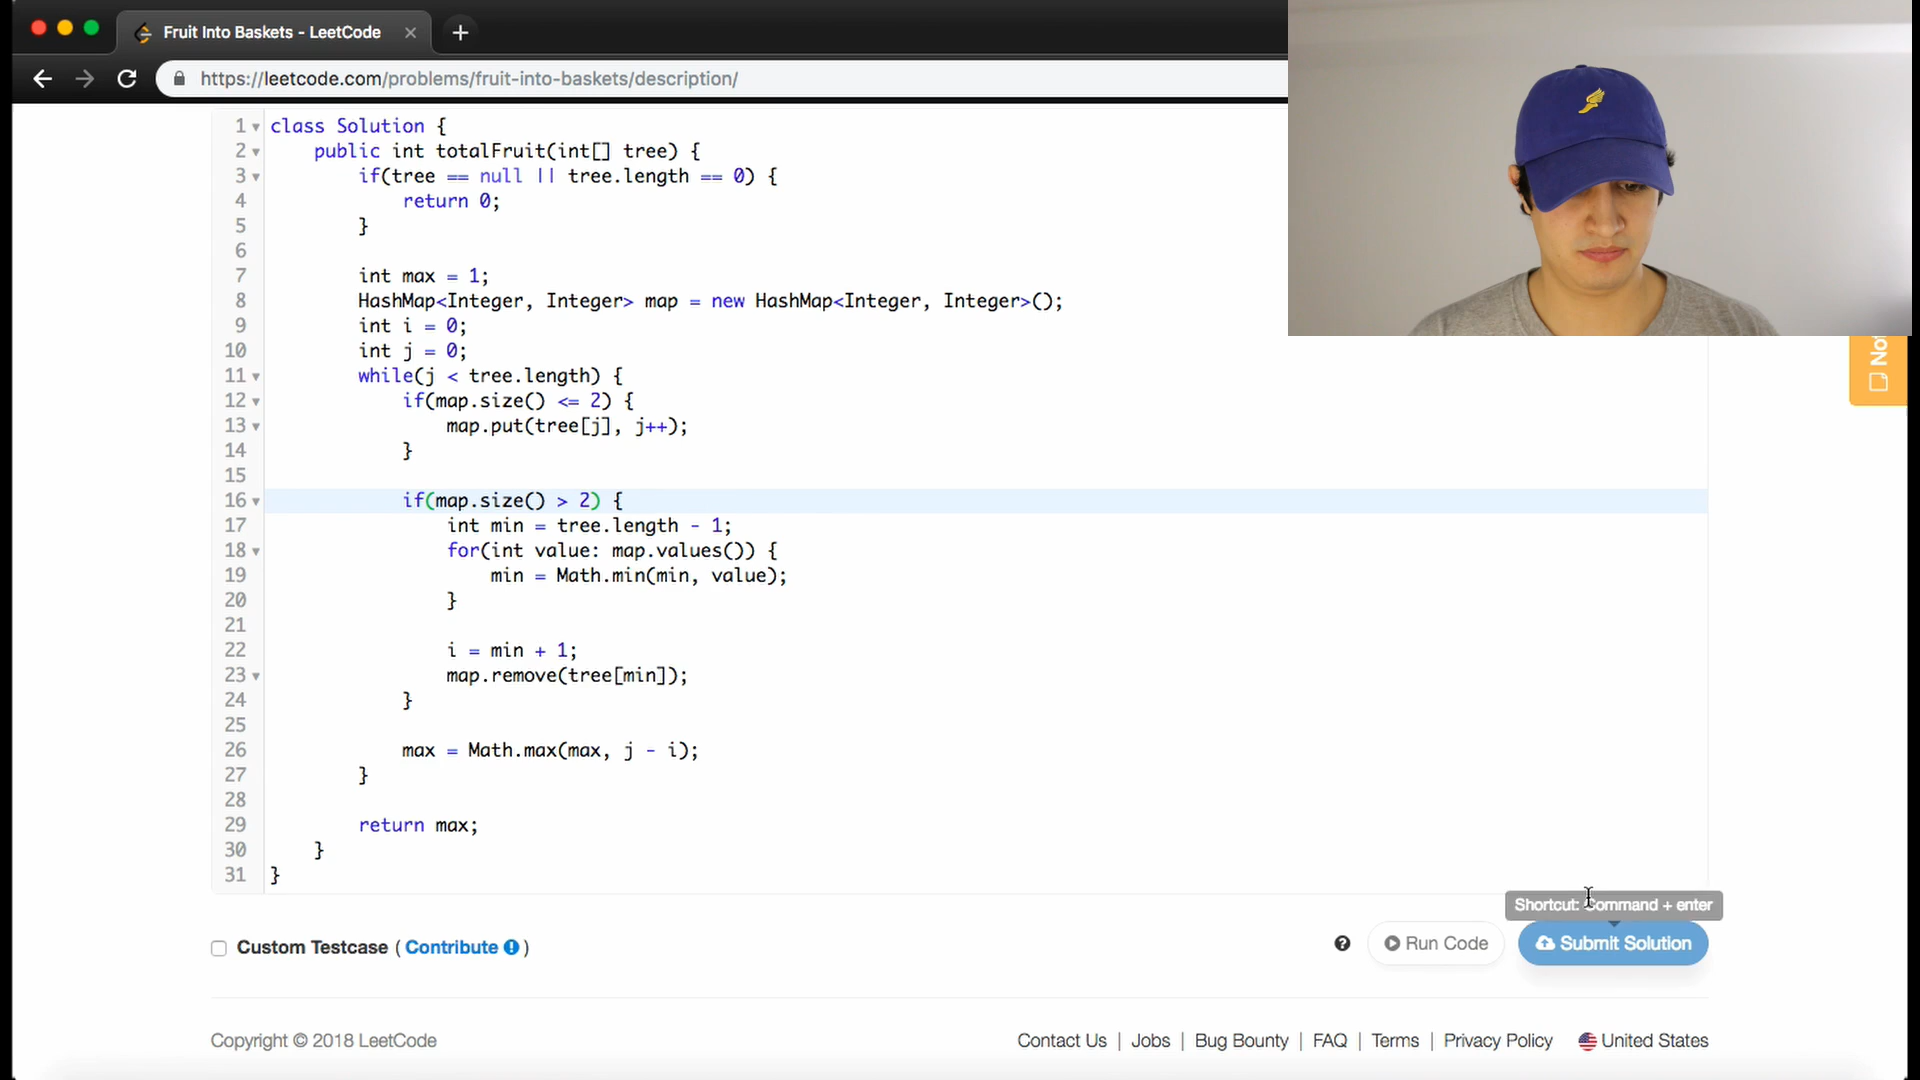 Fruit Into Baskets - LeetCode
https://leetcode.com/problems/fruit-into-baskets/description/
1 class Solution {
2 public int totalFruit(int[] tree) {
3 if(tree == null || tree.length == 0) {
4 return 0;
5 }
6
7 int max = 1;
8 HashMap<Integer, Integer> map = new HashMap<Integer, Integer>();
9 int i = 0;
10 int j = 0;
11 while(j < tree.length) {
12 if(map.size() <= 2) {
13 map.put(tree[j], j++);
14 }
15
16 if(map.size() > 2) {
17 int min = tree.length - 1;
18 for(int value: map.values()) {
19 min = Math.min(min, value);
20 }
21
22 i = min + 1;
23 map.remove(tree[min]);
24 }
25
26 max = Math.max(max, j - i);
27 }
28
29 return max;
30 }
31 }
Shortcut: Command + enter
Custom Testcase ( Contribute )
Run Code
Submit Solution
Copyright © 2018 LeetCode
Contact Us | Jobs | Bug Bounty | FAQ | Terms | Privacy Policy United States